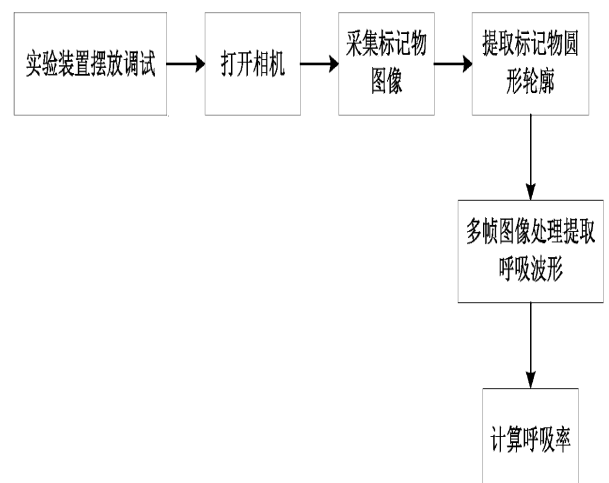 实验装置摆放调试
打开相机
采集标记物
图像
提取标记物圆
形轮廓
多帧图像处理提取
呼吸波形
计算呼吸率